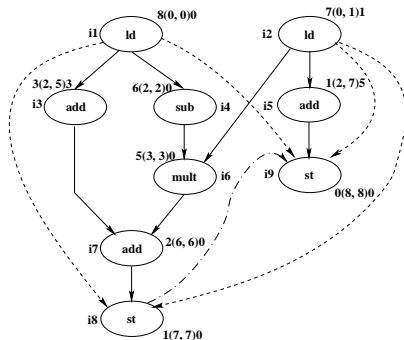 8(0, 0)0
i1 ld
7(0, 1)1
i2 ld
3(2, 5)3
i3 add
6(2, 2)0
sub i4
1(2, 7)5
i5 add
5(3, 3)0
mult i6
i9 st
0(8, 8)0
i7 add 2(6, 6)0
i8 st
1(7, 7)0